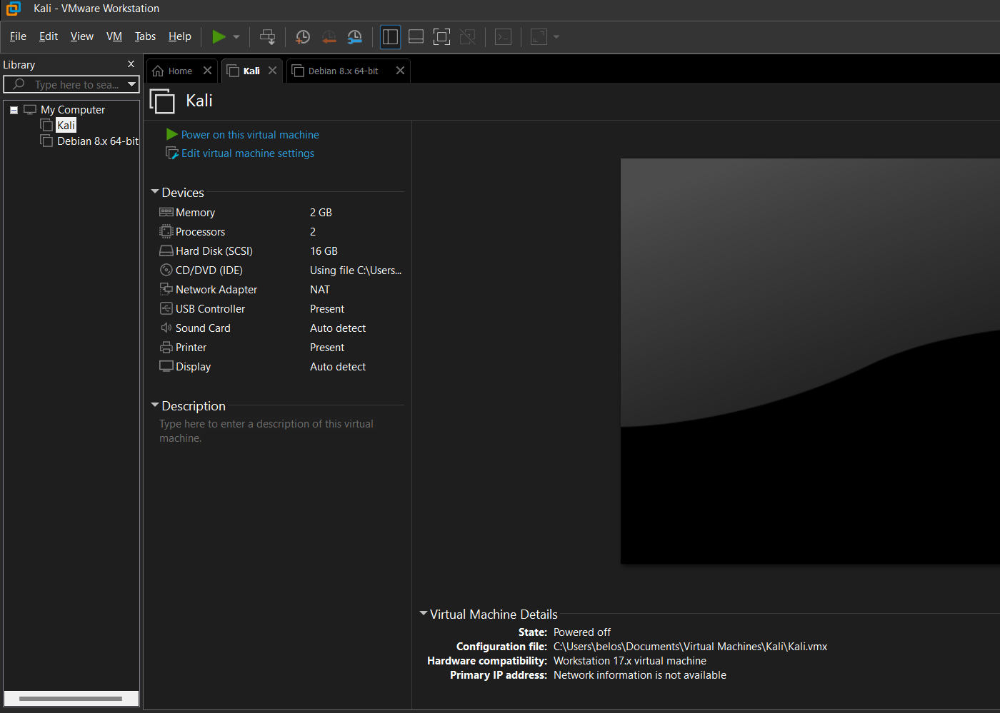 Kali - VMware Workstation
File Edit View VM Tabs Help
Library
Type here to sea...
My Computer
Kali
Debian 8.x 64-bit
Home
Kali
Debian 8.x 64-bit
Kali
Power on this virtual machine
Edit virtual machine settings
Devices
Memory 2 GB
Processors 2
Hard Disk (SCSI) 16 GB
CD/DVD (IDE) Using file C:\Users...
Network Adapter NAT
USB Controller Present
Sound Card Auto detect
Printer Present
Display Auto detect
Description
Type here to enter a description of this virtual
machine.
Virtual Machine Details
State: Powered off
Configuration file: C:\Users\belos\Documents\Virtual Machines\Kali\Kali.vmx
Hardware compatibility: Workstation 17.x virtual machine
Primary IP address: Network information is not available